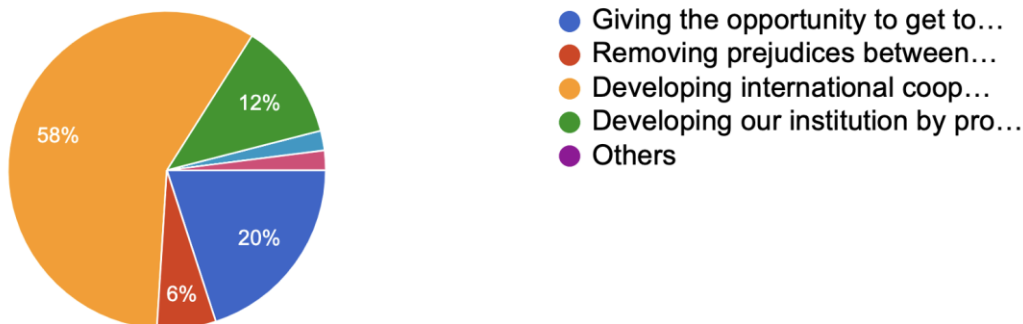 58%
12%
20%
6%
Giving the opportunity to get to…
Removing prejudices between…
Developing international coop…
Developing our institution by pro…
Others